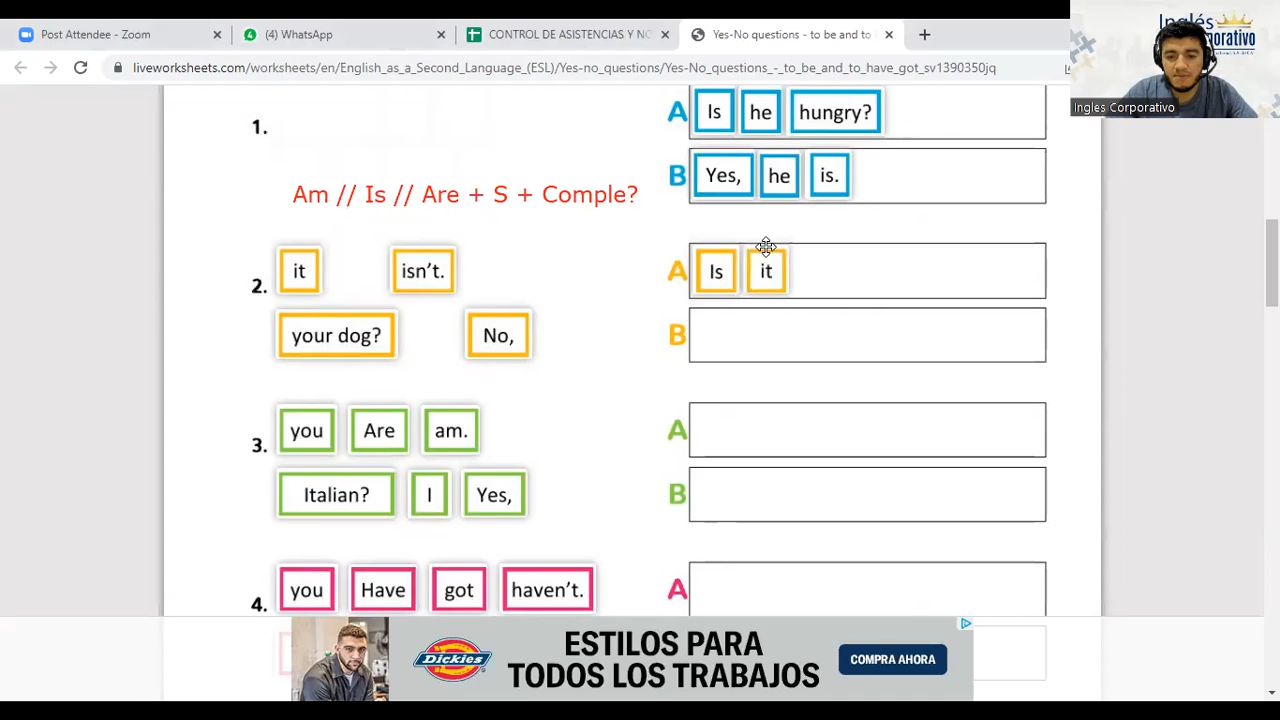 Post Attendee - Zoom
(4) WhatsApp
CONTROL DE ASISTENCIAS Y NO
Yes-No questions - to be and to
liveworksheets.com/worksheets/en/English_as_a_Second_Language_(ESL)/Yes-no_questions/Yes-No_questions_-_to_be_and_to_have_got_sv1390350jq
Inglés
Corporativo
Ingles Corporativo
1.
A Is he hungry?
B Yes, he is.
Am // Is // Are + S + Comple?
2. it isn't.
your dog? No,
A Is it
B
3. you Are am.
Italian? I Yes,
A
B
4. you Have got haven't.
A
Dickies
ESTILOS PARA
TODOS LOS TRABAJOS
COMPRA AHORA